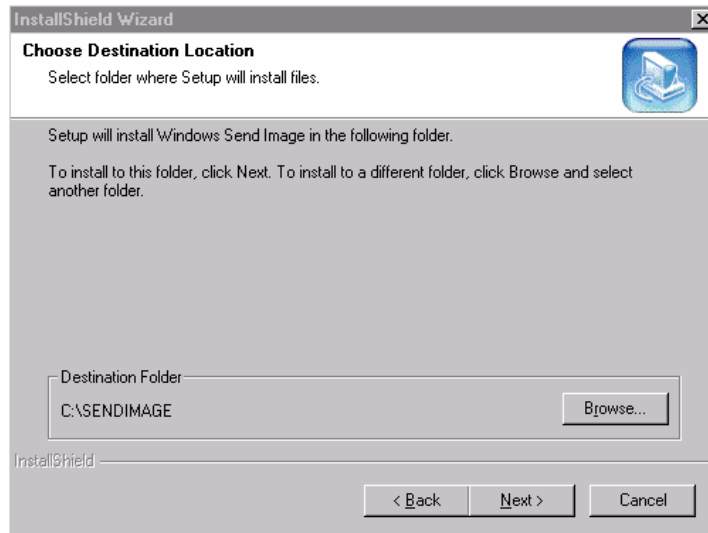 InstallShield Wizard
Choose Destination Location
Select folder where Setup will install files.
Setup will install Windows Send Image in the following folder.
To install to this folder, click Next. To install to a different folder, click Browse and select
another folder.
Destination Folder
C:\SENDIMAGE
Browse...
InstallShield
< Back
Next >
Cancel